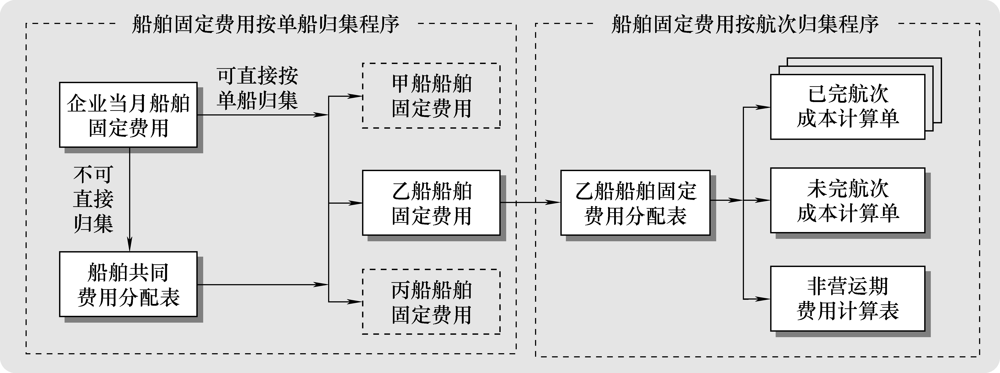 船舶固定费用按单船归集程序
企业当月船舶
固定费用
可直接按
单船归集
不可
直接
归集
船舶共同
费用分配表
甲船船舶
固定费用
乙船船舶
固定费用
丙船船舶
固定费用
船舶固定费用按航次归集程序
乙船船舶固定
费用分配表
已完航次
成本计算单
未完航次
成本计算单
非营运期
费用计算表